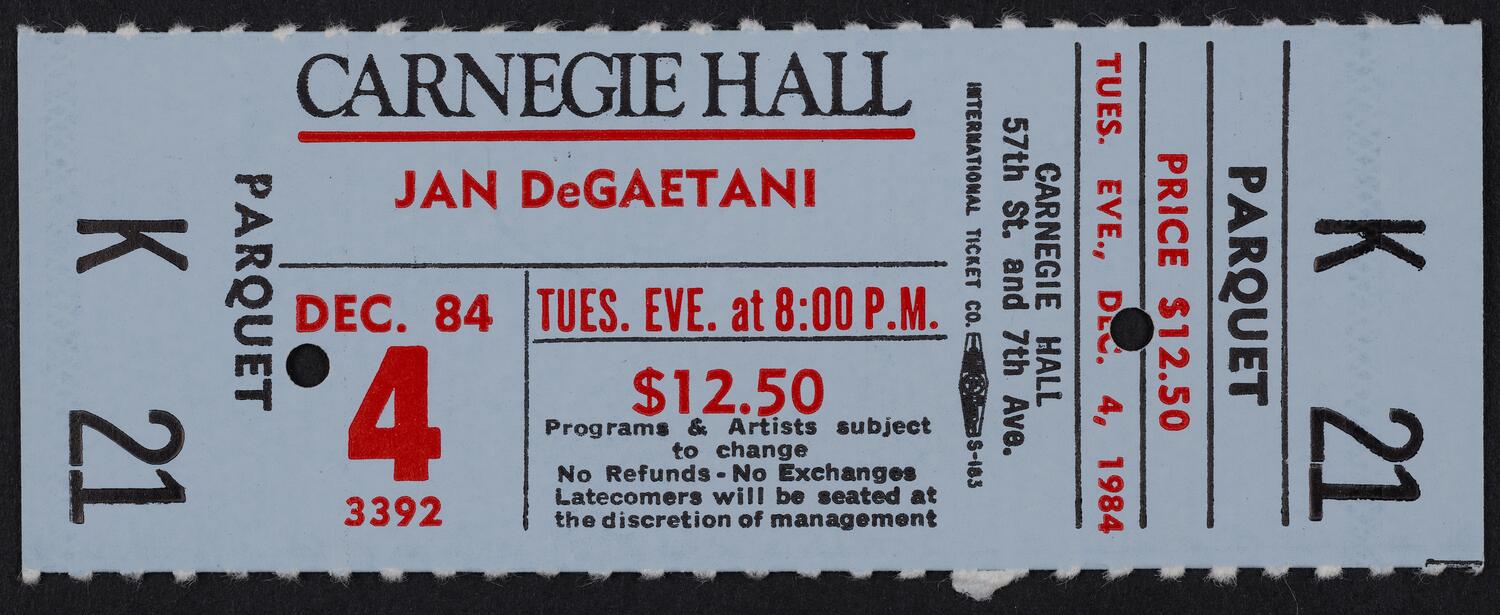 K 21
PARQUET
CARNEGIE HALL
JAN DeGAETANI
DEC. 84
4
3392
TUES. EVE. at 8:00 P.M.
$12.50
Programs & Artists subject
to change
No Refunds - No Exchanges
Latecomers will be seated at
the discretion of management
INTERNATIONAL TICKET CO. S-183
CARNEGIE HALL
57th St. and 7th Ave.
TUES. EVE., DEC. 4, 1984
PRICE $12.50
PARQUET
K 21